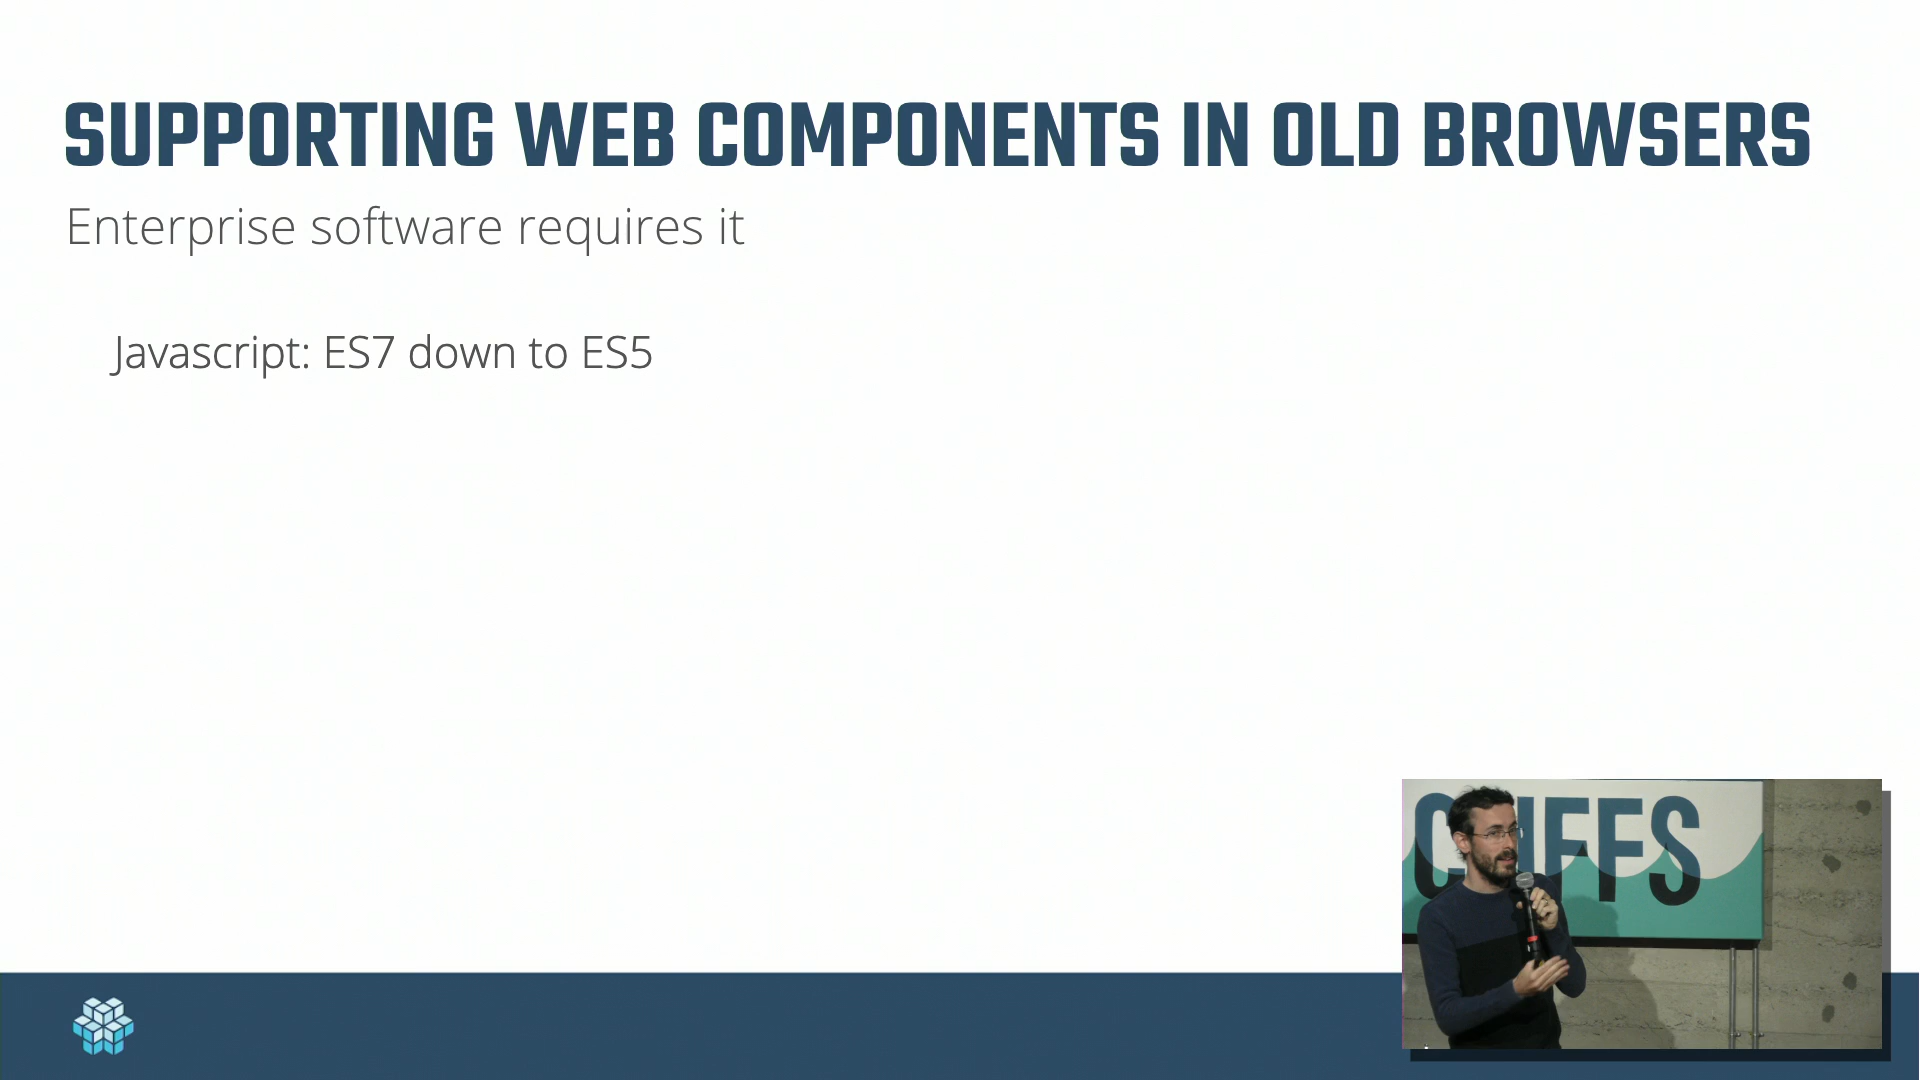 SUPPORTING WEB COMPONENTS IN OLD BROWSERS
Enterprise software requires it
Javascript: ES7 down to ES5